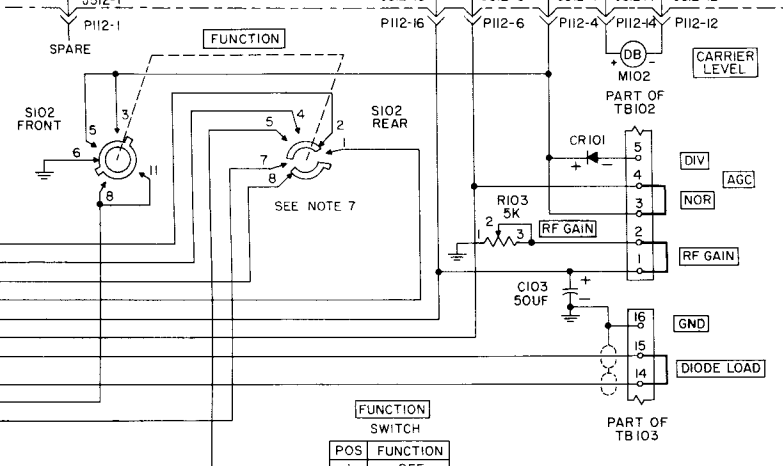 P112-1
P112-16
P112-6
P112-4
P112-14
P112-12
SPARE
FUNCTION
DB
+
-
M102
CARRIER
LEVEL
PART OF
TB102
S102
FRONT
5
3
6
11
8
S102
REAR
5
4
2
1
7
8
SEE NOTE 7
CR101
+
-
5
DIV
4
AGC
3
NOR
R103
5K
1
2
3
RF GAIN
2
1
RF GAIN
C103
50UF
+
-
16
GND
15
14
DIODE LOAD
PART OF
TB103
FUNCTION
SWITCH
POS
FUNCTION